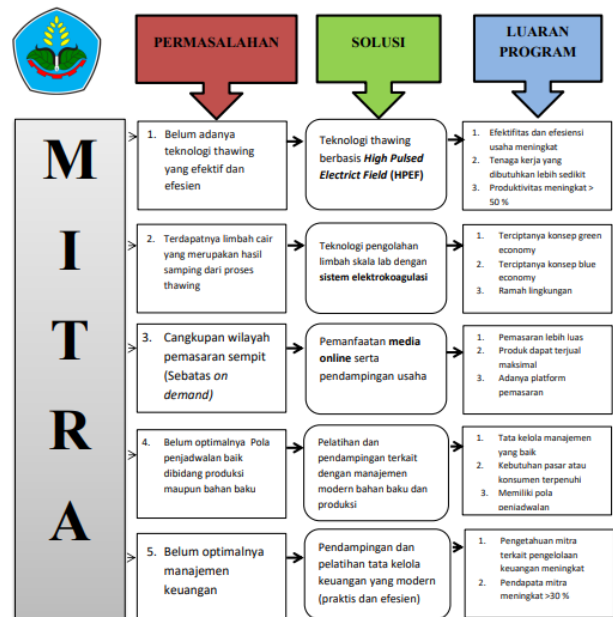 PERMASALAHAN
SOLUSI
LUARAN
PROGRAM
M
I
T
R
A
1. Belum adanya
teknologi thawing
yang efektif dan
efesien
Teknologi thawing
berbasis High Pulsed
Electrict Field (HPEF)
1. Efektifitas dan efesiensi
usaha meningkat
2. Tenaga kerja yang
dibutuhkan lebih sedikit
3. Produktivitas meningkat >
50 %
2. Terdapatnya limbah cair
yang merupakan hasil
samping dari proses
thawing
Teknologi pengolahan
limbah skala lab dengan
sistem elektrokoagulasi
1. Terciptanya konsep green
economy
2. Terciptanya konsep blue
economy
3. Ramah lingkungan
3. Cangkupan wilayah
pemasaran sempit
(Sebatas on
demand)
Pemanfaatan media
online serta
pendampingan usaha
1. Pemasaran lebih luas
2. Produk dapat terjual
maksimal
3. Adanya platform
pemasaran
4. Belum optimalnya Pola
penjadwalan baik
dibidang produksi
maupun bahan baku
Pelatihan dan
pendampingan terkait
dengan manajemen
modern bahan baku dan
produksi
1. Tata kelola manajemen
yang baik
2. Kebutuhan pasar atau
konsumen terpenuhi
3. Memiliki pola
penjadwalan
5. Belum optimalnya
manajemen
keuangan
Pendampingan dan
pelatihan tata kelola
keuangan yang modern
(praktis dan efesien)
1. Pengetahuan mitra
terkait pengelolaan
keuangan meningkat
2. Pendapata mitra
meningkat >30 %